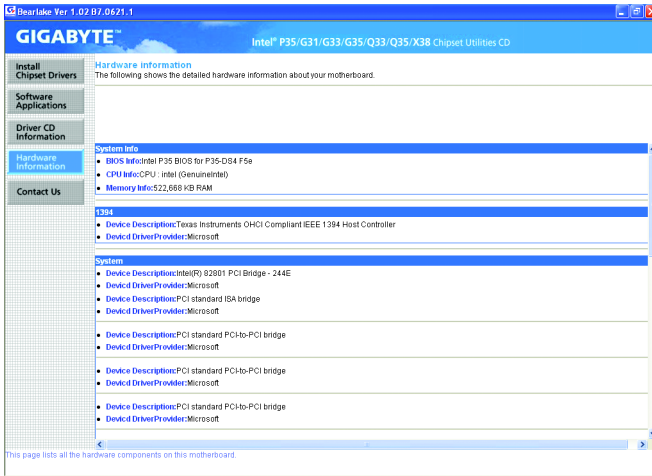 Bearlake Ver 1.02 B7.0621.1
GIGABYTE™
Intel® P35/G31/G33/G35/Q33/Q35/X38 Chipset Utilities CD
Install
Chipset Drivers
Software
Applications
Driver CD
Information
Hardware
Information
Contact Us
Hardware information
The following shows the detailed hardware information about your motherboard.
System Info
• BIOS Info:Intel P35 BIOS for P35-DS4 F5e
• CPU Info:CPU : intel (GenuineIntel)
• Memory Info:522,668 KB RAM
1394
• Device Description:Texas Instruments OHCI Compliant IEEE 1394 Host Controller
• Devicd DriverProvider:Microsoft
System
• Device Description:Intel(R) 82801 PCI Bridge - 244E
• Devicd DriverProvider:Microsoft
• Device Description:PCI standard ISA bridge
• Devicd DriverProvider:Microsoft
• Device Description:PCI standard PCI-to-PCI bridge
• Devicd DriverProvider:Microsoft
• Device Description:PCI standard PCI-to-PCI bridge
• Devicd DriverProvider:Microsoft
• Device Description:PCI standard PCI-to-PCI bridge
• Devicd DriverProvider:Microsoft
This page lists all the hardware components on this motherboard.